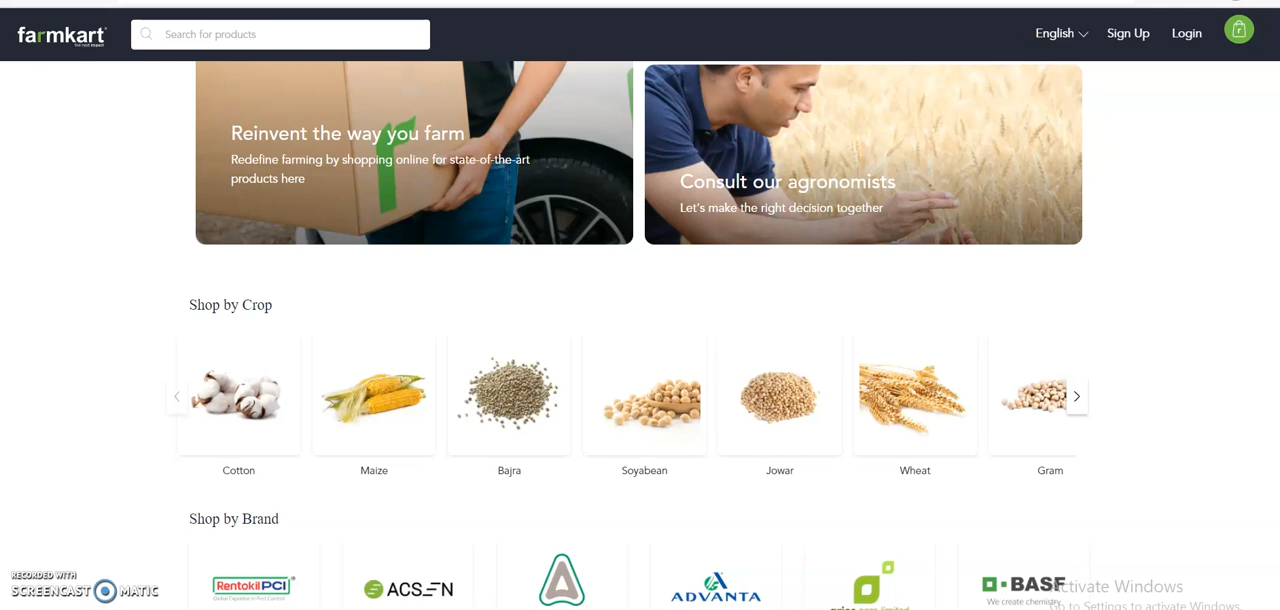 farmkart
the next impact
Search for products
English
Sign Up
Login
Reinvent the way you farm
Redefine farming by shopping online for state-of-the-art
products here
Consult our agronomists
Let's make the right decision together
Shop by Crop
Cotton
Maize
Bajra
Soyabean
Jowar
Wheat
Gram
Shop by Brand
Rentokil PCI
ACSEN
ADVANTA
BASF
We create chemistry
Activate Windows
Go to Settings to activate Windows.
RECORDED WITH
SCREENCAST MATIC